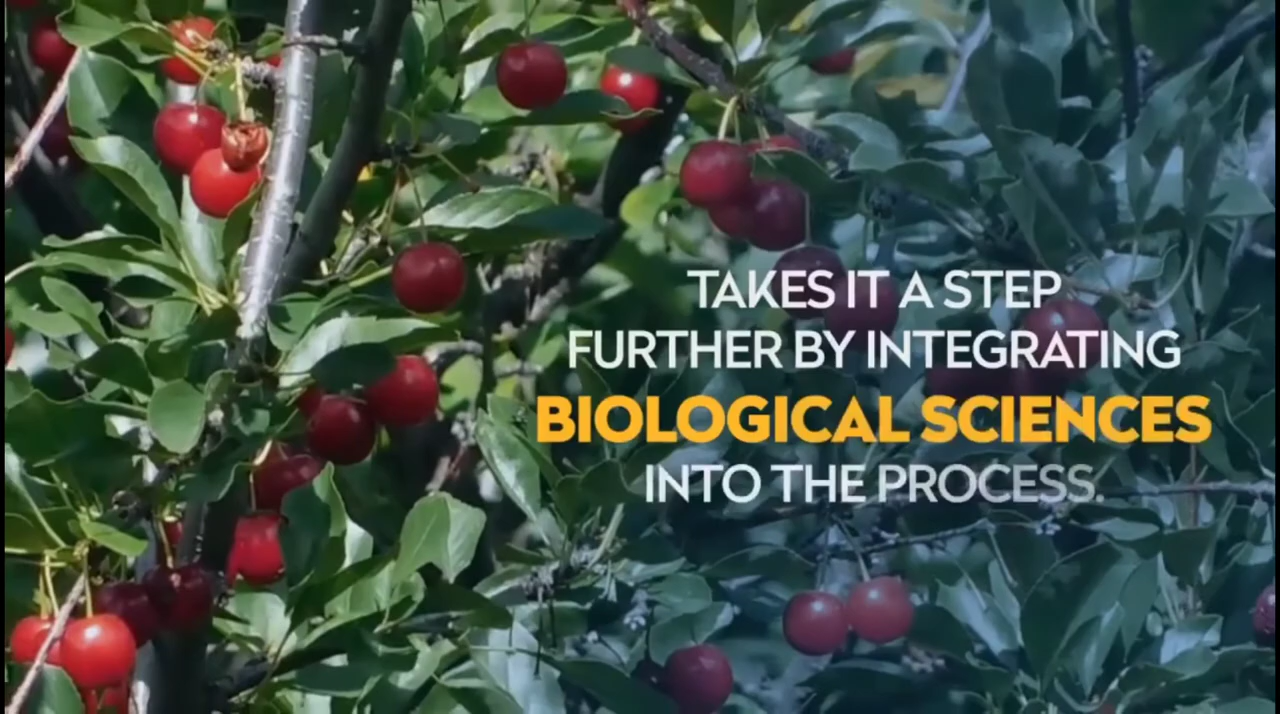 TAKES IT A STEP
FURTHER BY INTEGRATING
BIOLOGICAL SCIENCES
INTO THE PROCESS.